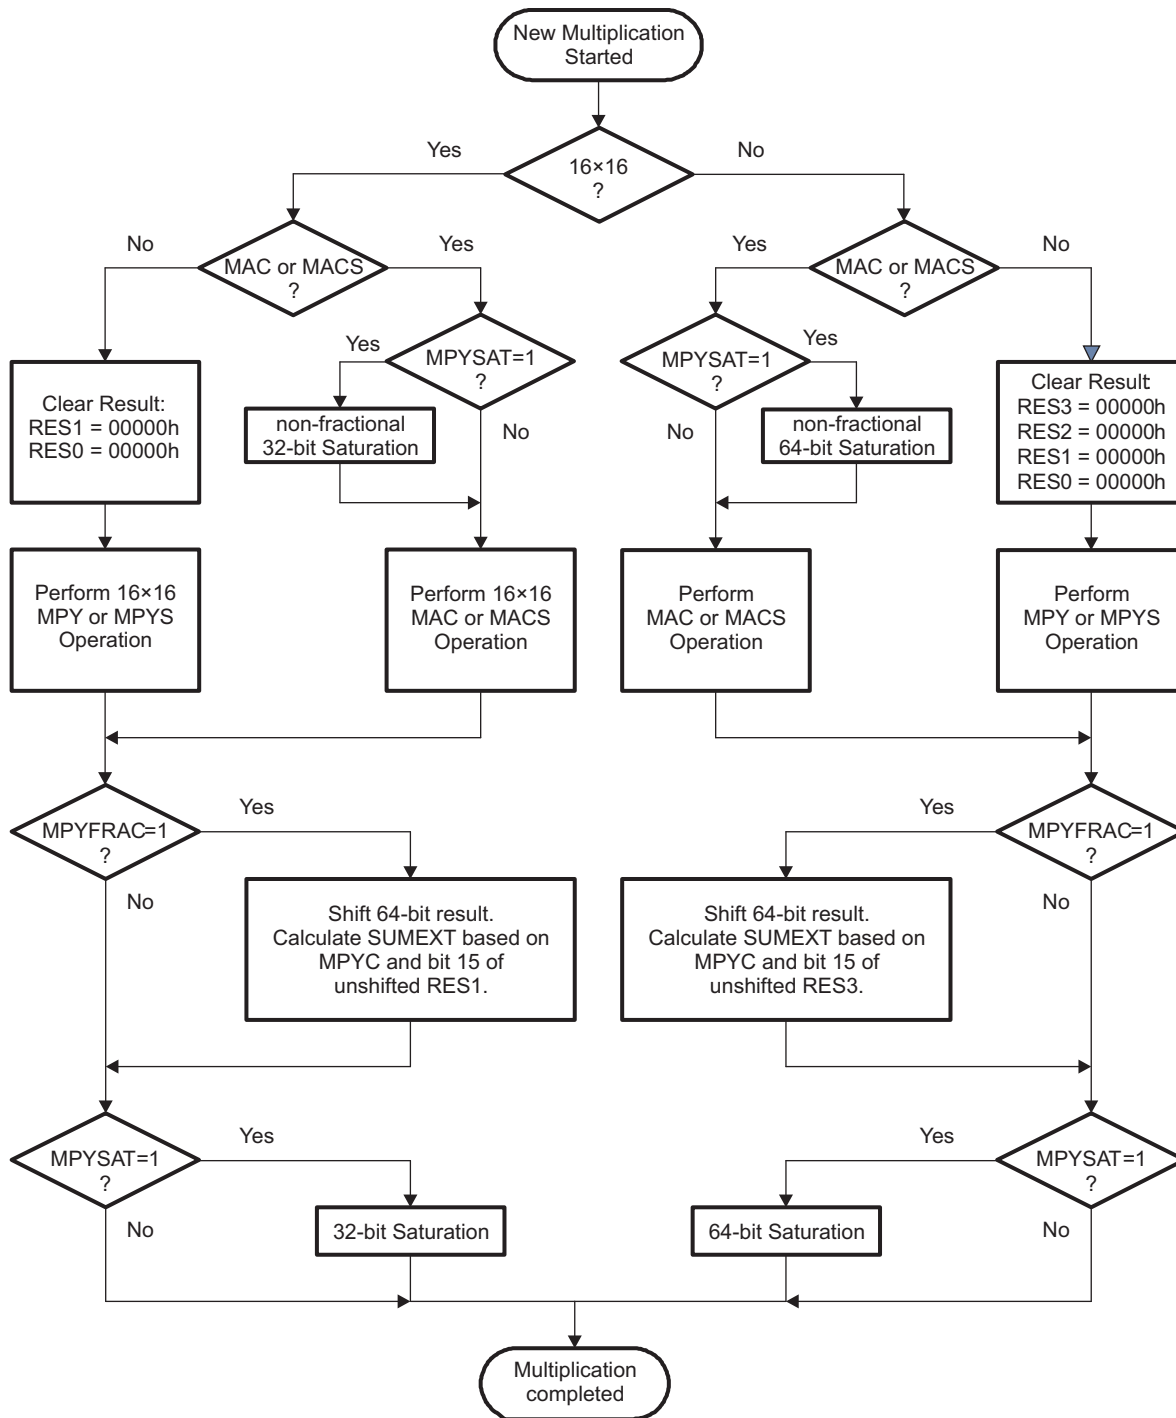 New Multiplication
Started
Yes
16×16
?
No
No
MAC or MACS
?
Yes
Yes
MAC or MACS
?
No
Yes
MPYSAT=1
?
No
MPYSAT=1
?
Yes
No
Clear Result:
RES1 = 00000h
RES0 = 00000h
non-fractional
32-bit Saturation
non-fractional
64-bit Saturation
Clear Result
RES3 = 00000h
RES2 = 00000h
RES1 = 00000h
RES0 = 00000h
Perform 16×16
MPY or MPYS
Operation
Perform 16×16
MAC or MACS
Operation
Perform
MAC or MACS
Operation
Perform
MPY or MPYS
Operation
MPYFRAC=1
?
Yes
No
Yes
MPYFRAC=1
?
No
Shift 64-bit result.
Calculate SUMEXT based on
MPYC and bit 15 of
unshifted RES1.
Shift 64-bit result.
Calculate SUMEXT based on
MPYC and bit 15 of
unshifted RES3.
MPYSAT=1
?
Yes
No
Yes
MPYSAT=1
?
No
32-bit Saturation
64-bit Saturation
Multiplication
completed